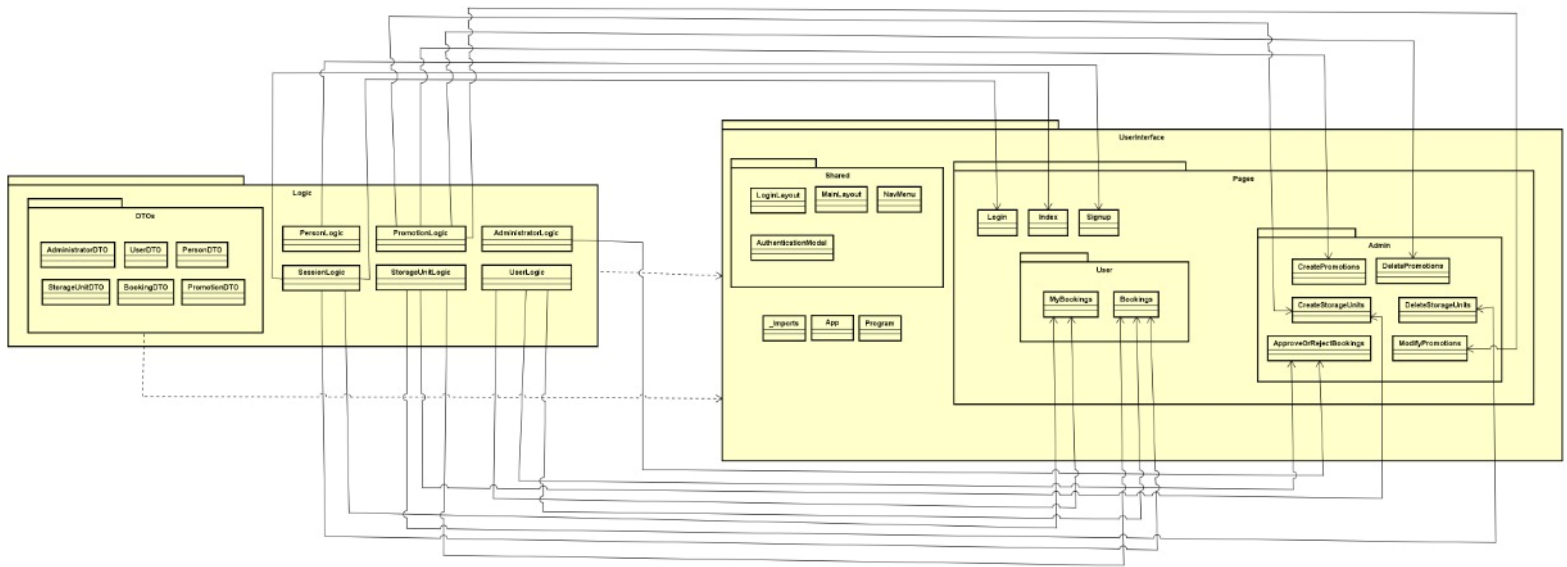 UserInterface
Logic
DTOs
AdministratorDTO
UserDTO
PersonDTO
StorageUnitDTO
BookingDTO
PromotionDTO
PersonLogic
PromotionLogic
AdministratorLogic
SessionLogic
StorageUnitLogic
UserLogic
Shared
LoginLayout
MainLayout
NavMenu
AuthenticationModal
_Imports
App
Program
Pages
Login
Index
Signup
User
MyBookings
Bookings
Admin
CreatePromotions
DeletePromotions
CreateStorageUnits
DeleteStorageUnits
ApproveOrRejectBookings
ModifyPromotions